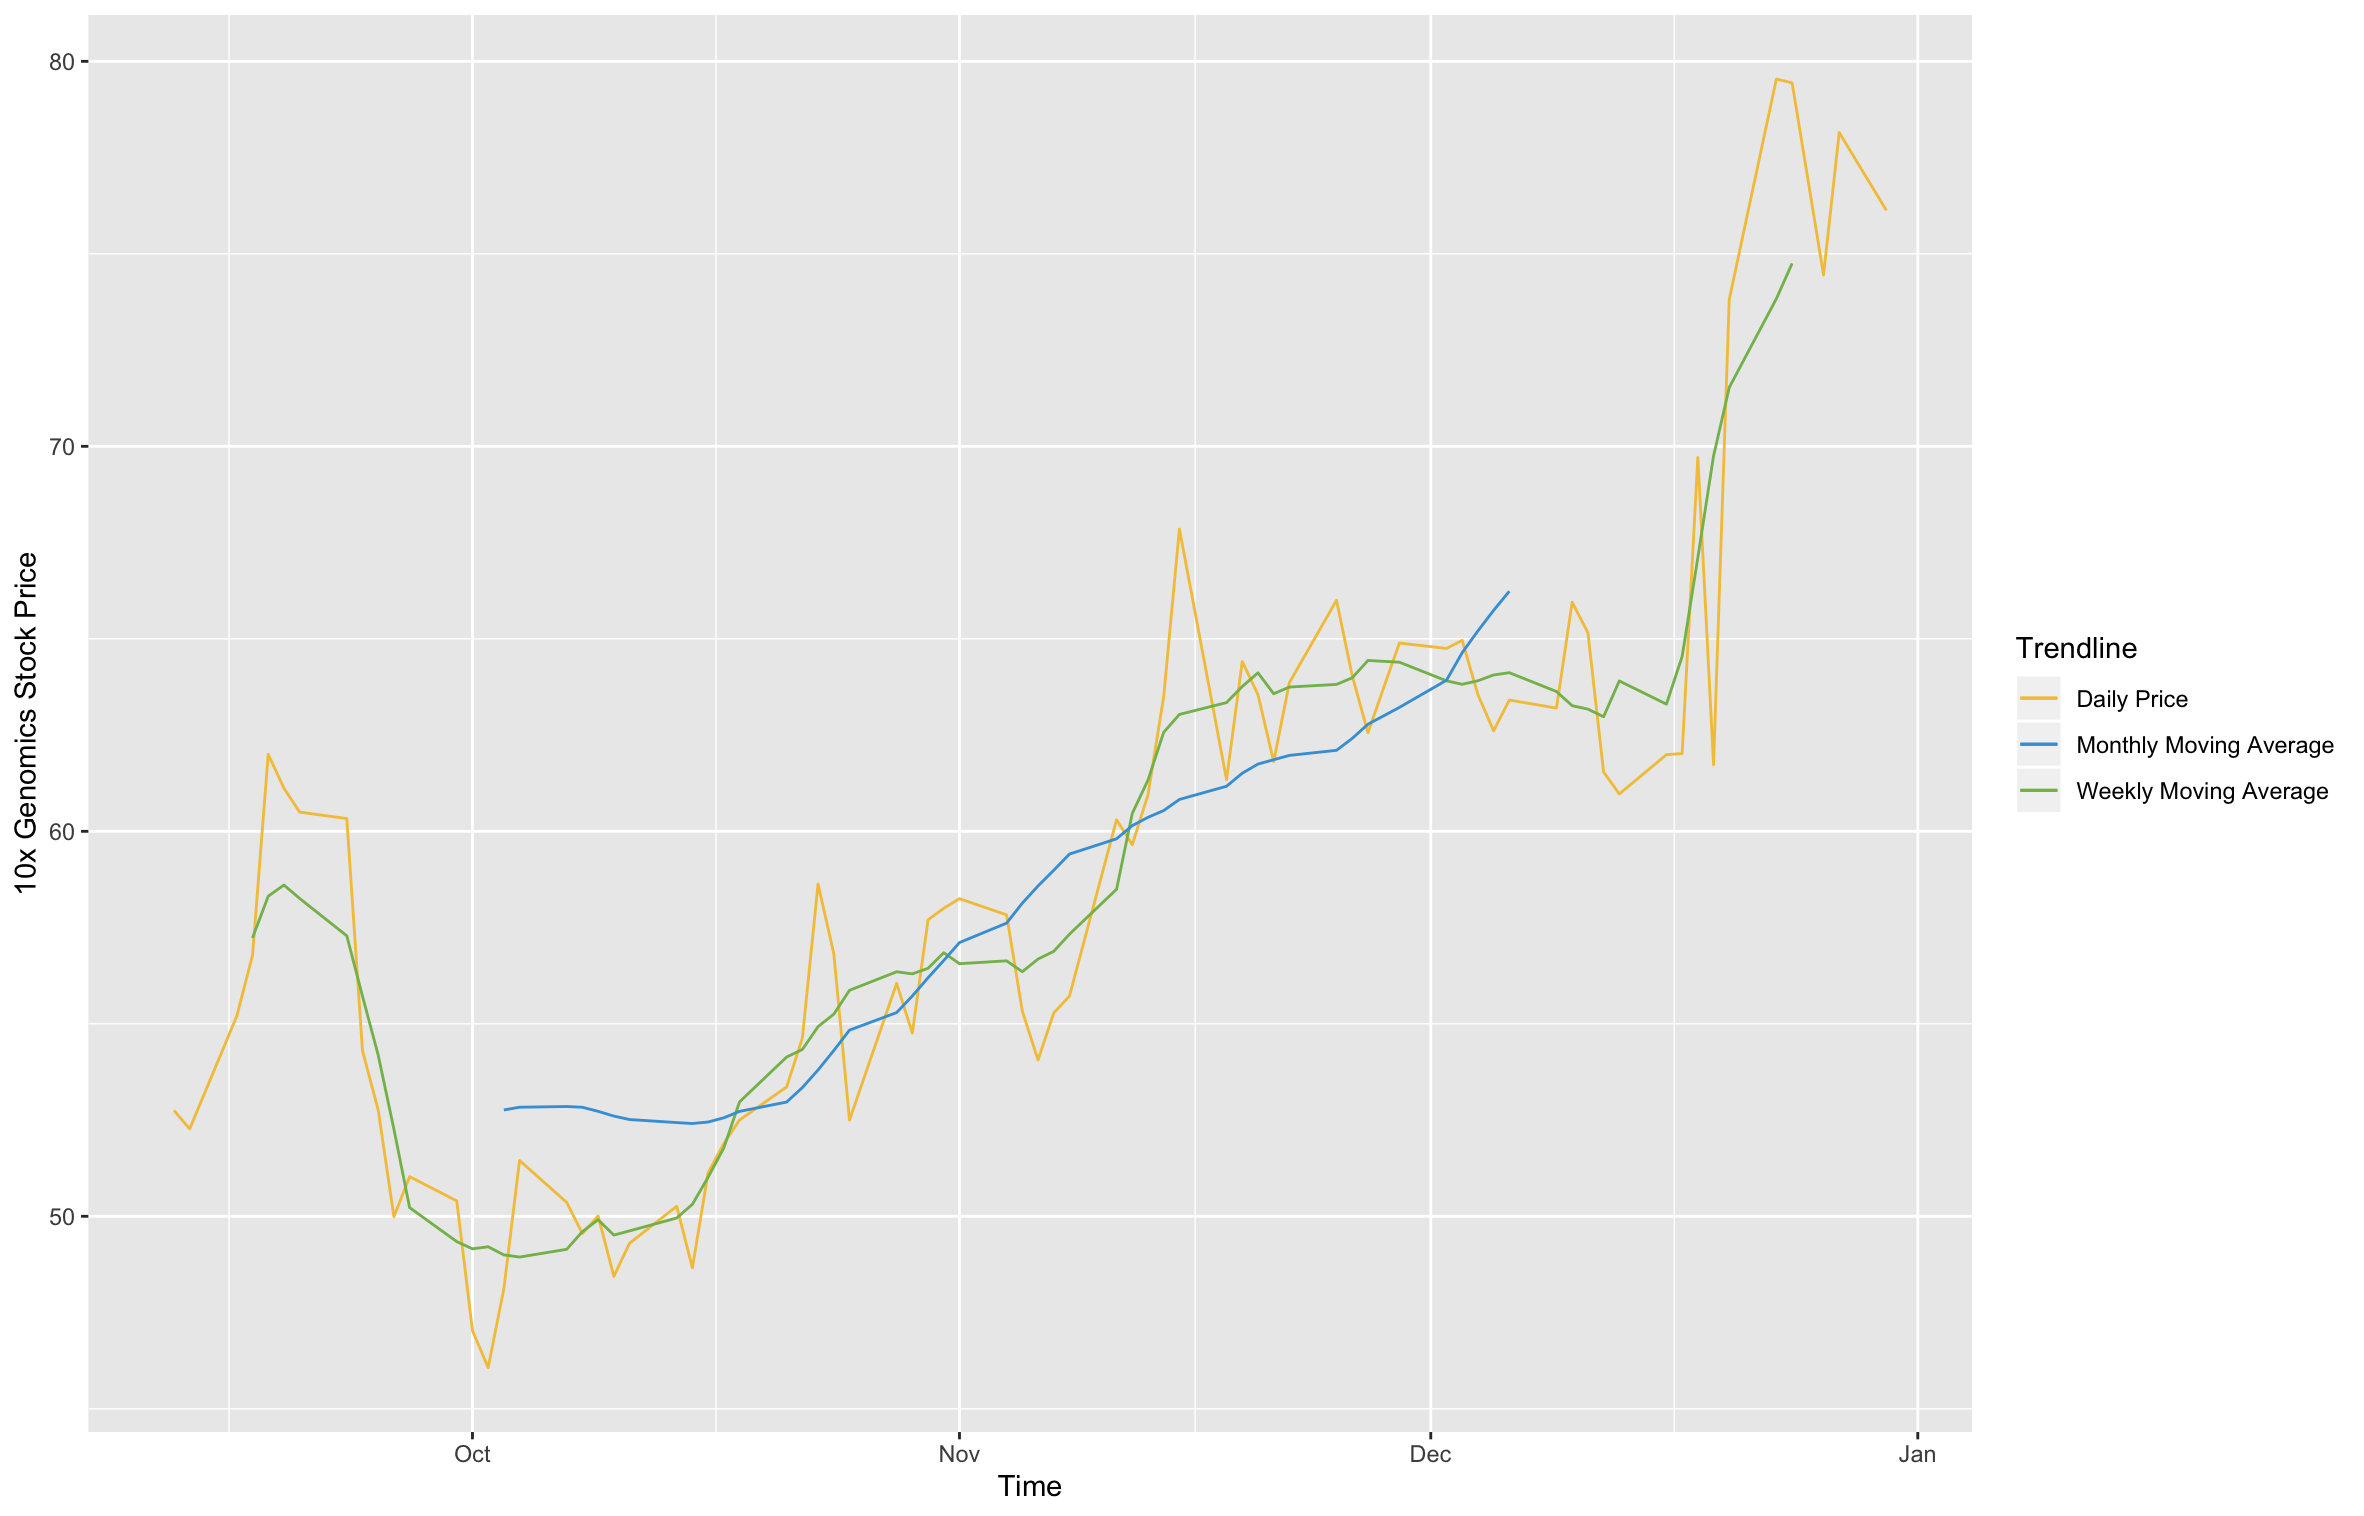 80
70
60
50
10x Genomics Stock Price
Oct
Nov
Dec
Jan
Time
Trendline
Daily Price
Monthly Moving Average
Weekly Moving Average